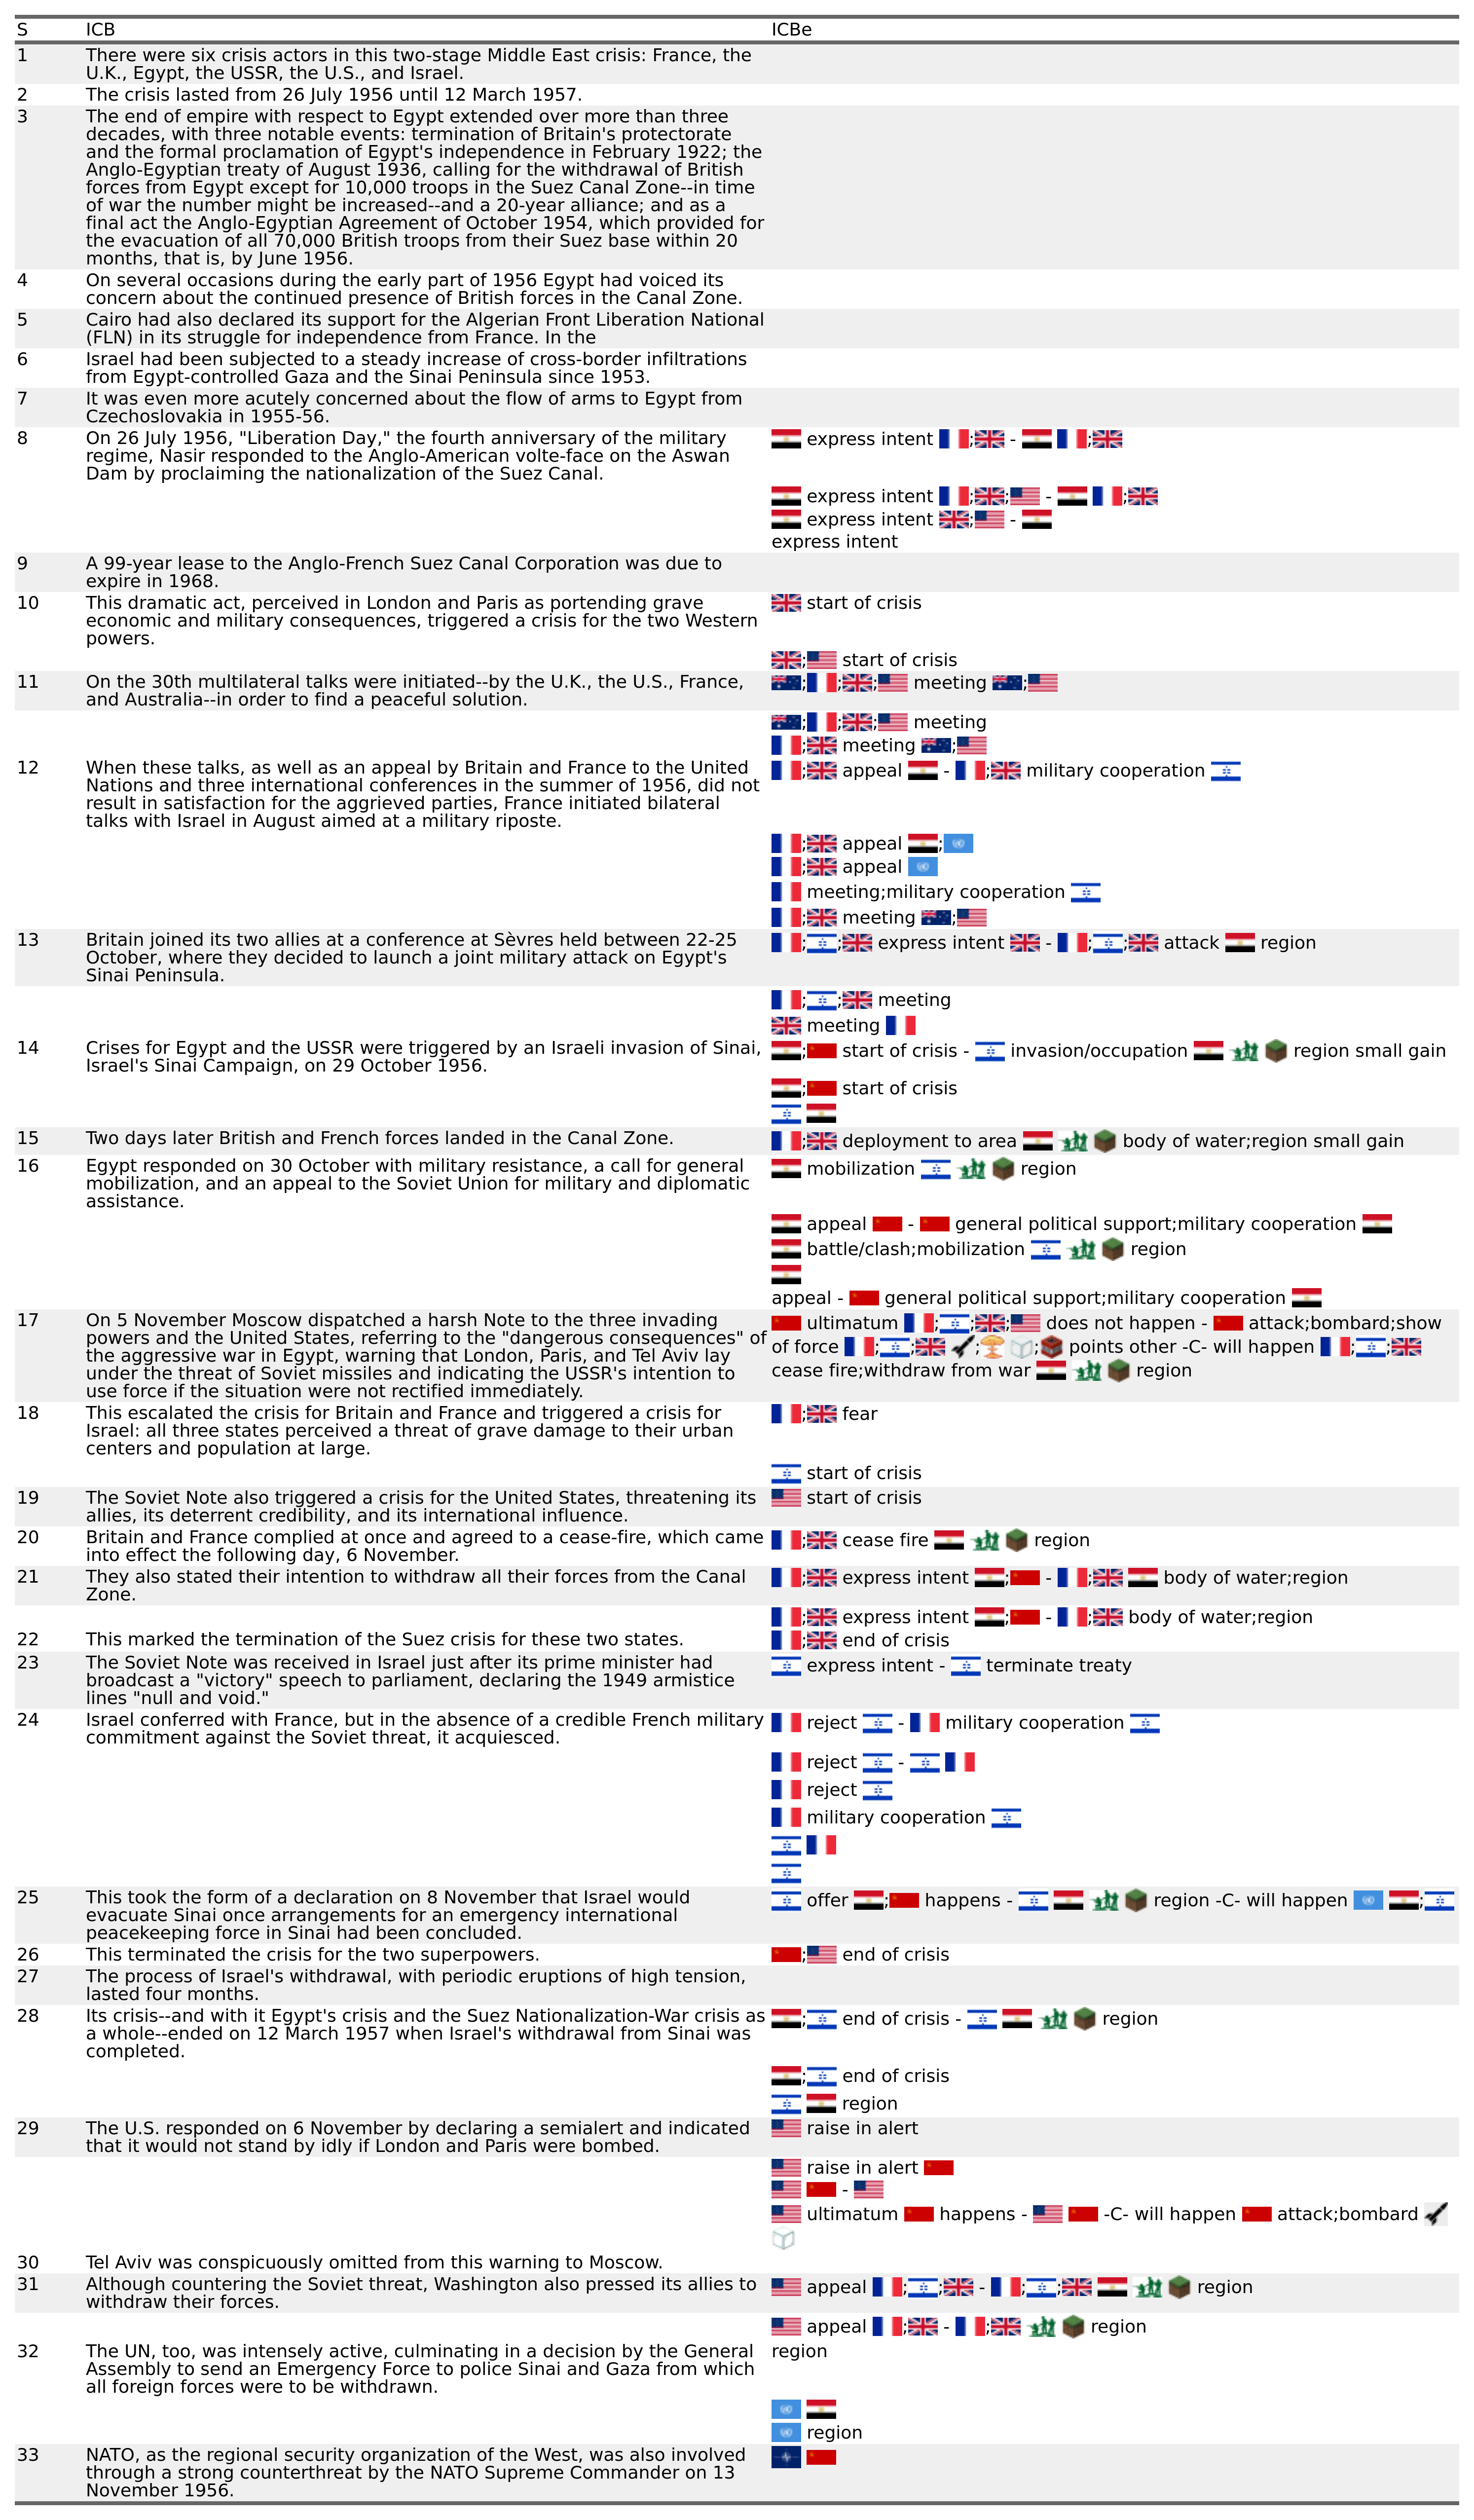 S ICB ICBe
1 There were six crisis actors in this two-stage Middle East crisis: France, the
U.K., Egypt, the USSR, the U.S., and Israel.
2 The crisis lasted from 26 July 1956 until 12 March 1957.
3 The end of empire with respect to Egypt extended over more than three
decades, with three notable events: termination of Britain's protectorate
and the formal proclamation of Egypt's independence in February 1922; the
Anglo-Egyptian treaty of August 1936, calling for the withdrawal of British
forces from Egypt except for 10,000 troops in the Suez Canal Zone--in time
of war the number might be increased--and a 20-year alliance; and as a
final act the Anglo-Egyptian Agreement of October 1954, which provided for
the evacuation of all 70,000 British troops from their Suez base within 20
months, that is, by June 1956.
4 On several occasions during the early part of 1956 Egypt had voiced its
concern about the continued presence of British forces in the Canal Zone.
5 Cairo had also declared its support for the Algerian Front Liberation National
(FLN) in its struggle for independence from France. In the
6 Israel had been subjected to a steady increase of cross-border infiltrations
from Egypt-controlled Gaza and the Sinai Peninsula since 1953.
7 It was even more acutely concerned about the flow of arms to Egypt from
Czechoslovakia in 1955-56.
8 On 26 July 1956, "Liberation Day," the fourth anniversary of the military express intent ; - ;
regime, Nasir responded to the Anglo-American volte-face on the Aswan
Dam by proclaiming the nationalization of the Suez Canal.
express intent ; ; - ;
express intent ; -
express intent
9 A 99-year lease to the Anglo-French Suez Canal Corporation was due to
expire in 1968.
10 This dramatic act, perceived in London and Paris as portending grave start of crisis
economic and military consequences, triggered a crisis for the two Western
powers.
; start of crisis
11 On the 30th multilateral talks were initiated--by the U.K., the U.S., France, ; ; ; meeting ;
and Australia--in order to find a peaceful solution.
; ; ; meeting
; meeting ;
12 When these talks, as well as an appeal by Britain and France to the United ; appeal - ; military cooperation
Nations and three international conferences in the summer of 1956, did not
result in satisfaction for the aggrieved parties, France initiated bilateral
talks with Israel in August aimed at a military riposte.
; appeal ;
; appeal
meeting;military cooperation
; meeting ;
13 Britain joined its two allies at a conference at Sèvres held between 22-25 ; ; express intent - ; ; attack region
October, where they decided to launch a joint military attack on Egypt's
Sinai Peninsula.
; ; meeting
meeting
14 Crises for Egypt and the USSR were triggered by an Israeli invasion of Sinai, ; start of crisis - invasion/occupation region small gain
Israel's Sinai Campaign, on 29 October 1956.
; start of crisis
15 Two days later British and French forces landed in the Canal Zone. ; deployment to area body of water;region small gain
16 Egypt responded on 30 October with military resistance, a call for general mobilization region
mobilization, and an appeal to the Soviet Union for military and diplomatic
assistance.
appeal - general political support;military cooperation
battle/clash;mobilization region
appeal - general political support;military cooperation
17 On 5 November Moscow dispatched a harsh Note to the three invading ultimatum ; ; ; does not happen - attack;bombard;show
powers and the United States, referring to the "dangerous consequences" of of force ; ; ; ; points other -C- will happen ; ;
the aggressive war in Egypt, warning that London, Paris, and Tel Aviv lay cease fire;withdraw from war region
under the threat of Soviet missiles and indicating the USSR's intention to
use force if the situation were not rectified immediately.
18 This escalated the crisis for Britain and France and triggered a crisis for ; fear
Israel: all three states perceived a threat of grave damage to their urban
centers and population at large.
start of crisis
19 The Soviet Note also triggered a crisis for the United States, threatening its start of crisis
allies, its deterrent credibility, and its international influence.
20 Britain and France complied at once and agreed to a cease-fire, which came ; cease fire region
into effect the following day, 6 November.
21 They also stated their intention to withdraw all their forces from the Canal ; express intent ; - ; body of water;region
Zone.
; express intent ; - ; body of water;region
22 This marked the termination of the Suez crisis for these two states. ; end of crisis
23 The Soviet Note was received in Israel just after its prime minister had express intent - terminate treaty
broadcast a "victory" speech to parliament, declaring the 1949 armistice
lines "null and void."
24 Israel conferred with France, but in the absence of a credible French military reject - military cooperation
commitment against the Soviet threat, it acquiesced.
reject -
reject
military cooperation
25 This took the form of a declaration on 8 November that Israel would offer ; happens - region -C- will happen ;
evacuate Sinai once arrangements for an emergency international
peacekeeping force in Sinai had been concluded.
26 This terminated the crisis for the two superpowers. ; end of crisis
27 The process of Israel's withdrawal, with periodic eruptions of high tension,
lasted four months.
28 Its crisis--and with it Egypt's crisis and the Suez Nationalization-War crisis as ; end of crisis - region
a whole--ended on 12 March 1957 when Israel's withdrawal from Sinai was
completed.
; end of crisis
region
29 The U.S. responded on 6 November by declaring a semialert and indicated raise in alert
that it would not stand by idly if London and Paris were bombed.
raise in alert
-
ultimatum happens - -C- will happen attack;bombard
30 Tel Aviv was conspicuously omitted from this warning to Moscow.
31 Although countering the Soviet threat, Washington also pressed its allies to appeal ; ; - ; ; region
withdraw their forces.
appeal ; - ; region
32 The UN, too, was intensely active, culminating in a decision by the General region
Assembly to send an Emergency Force to police Sinai and Gaza from which
all foreign forces were to be withdrawn.
region
33 NATO, as the regional security organization of the West, was also involved
through a strong counterthreat by the NATO Supreme Commander on 13
November 1956.